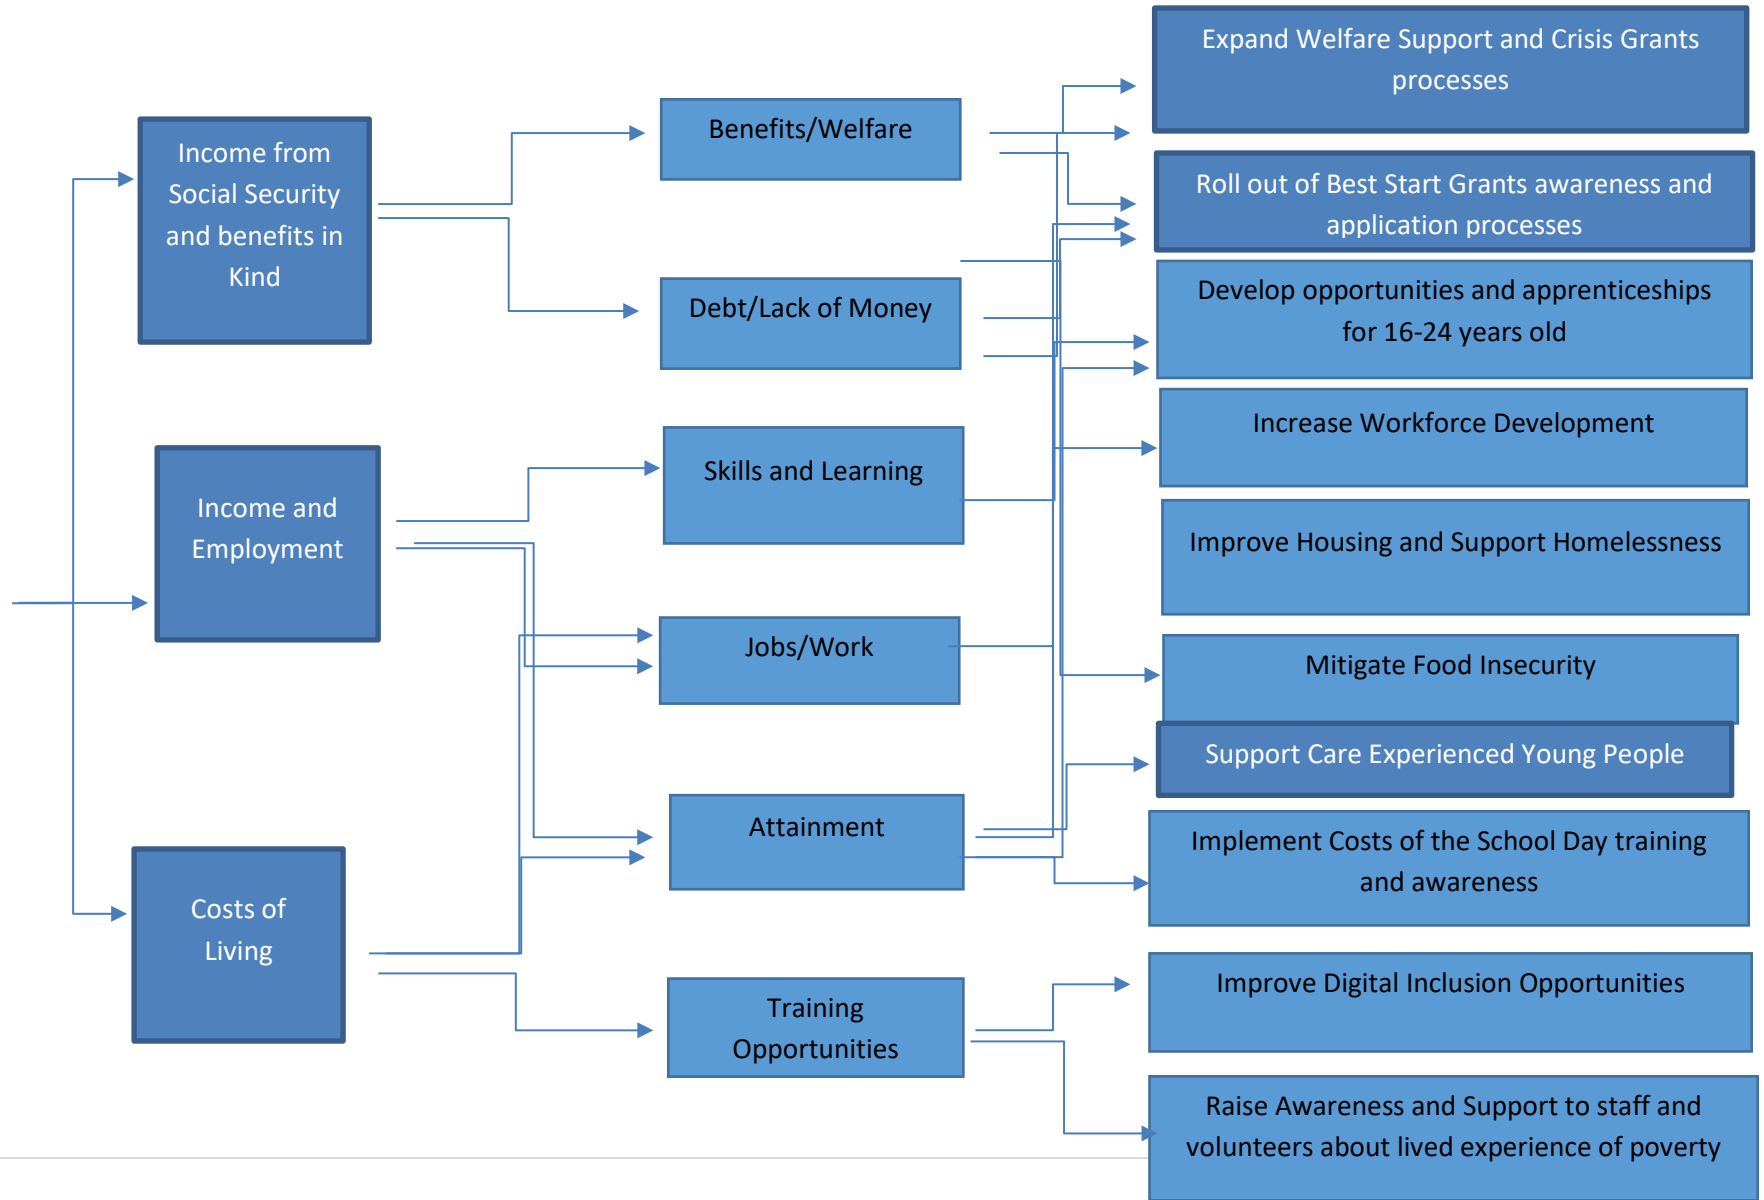 Income from
Social Security
and benefits in
Kind
Income and
Employment
Costs of
Living
Benefits/Welfare
Debt/Lack of Money
Skills and Learning
Jobs/Work
Attainment
Training
Opportunities
Expand Welfare Support and Crisis Grants
processes
Roll out of Best Start Grants awareness and
application processes
Develop opportunities and apprenticeships
for 16-24 years old
Increase Workforce Development
Improve Housing and Support Homelessness
Mitigate Food Insecurity
Support Care Experienced Young People
Implement Costs of the School Day training
and awareness
Improve Digital Inclusion Opportunities
Raise Awareness and Support to staff and
volunteers about lived experience of poverty